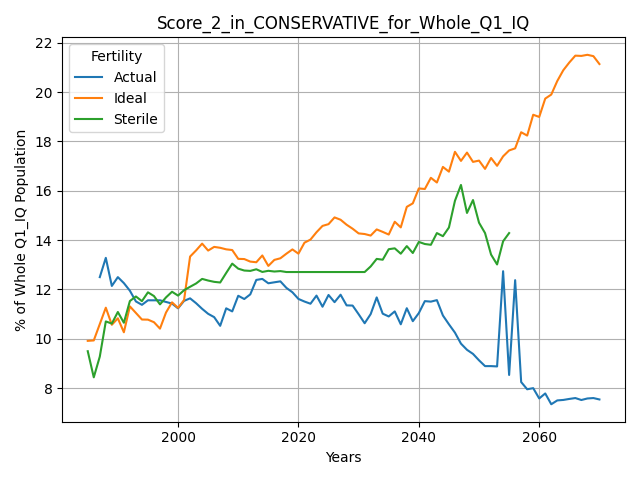 Score_2_in_CONSERVATIVE_for_Whole_Q1_IQ
Fertility
Actual
Ideal
Sterile
% of Whole Q1_IQ Population
22
20
18
16
14
12
10
8
2000 2020 2040 2060
Years